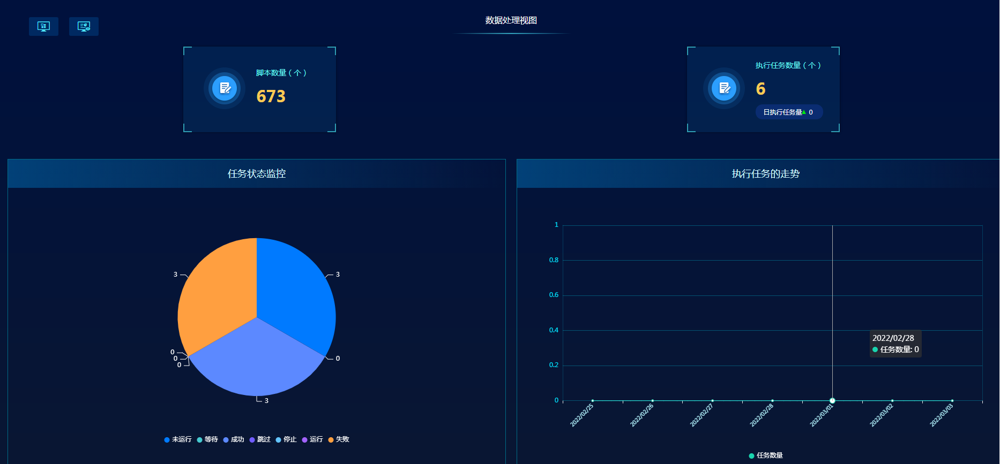 数据处理视图
脚本数量（个）
673
执行任务数量（个）
6
日执行任务量 0
任务状态监控
3
3
0
0
0
0
3
未运行 等待 成功 跳过 停止 运行 失败
执行任务的走势
1
0.8
0.6
0.4
0.2
0
2022/02/28
任务数量: 0
2022/02/25 2022/02/26 2022/02/27 2022/02/28 2022/03/01 2022/03/02 2022/03/03
任务数量